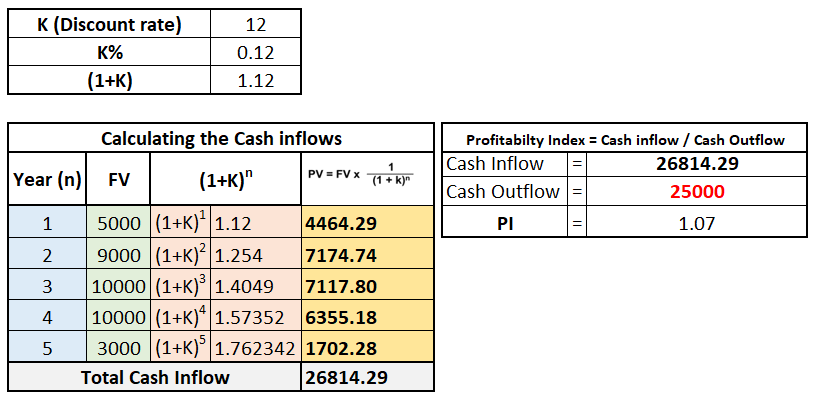 K (Discount rate) 12
K% 0.12
(1+K) 1.12
Calculating the Cash inflows
Year (n) FV (1+K)ⁿ PV = FV x 1 / (1 + k)ⁿ
1 5000 (1+K)¹ 1.12 4464.29
2 9000 (1+K)² 1.254 7174.74
3 10000 (1+K)³ 1.4049 7117.80
4 10000 (1+K)⁴ 1.57352 6355.18
5 3000 (1+K)⁵ 1.762342 1702.28
Total Cash Inflow 26814.29
Profitabilty Index = Cash inflow / Cash Outflow
Cash Inflow = 26814.29
Cash Outflow = 25000
PI = 1.07